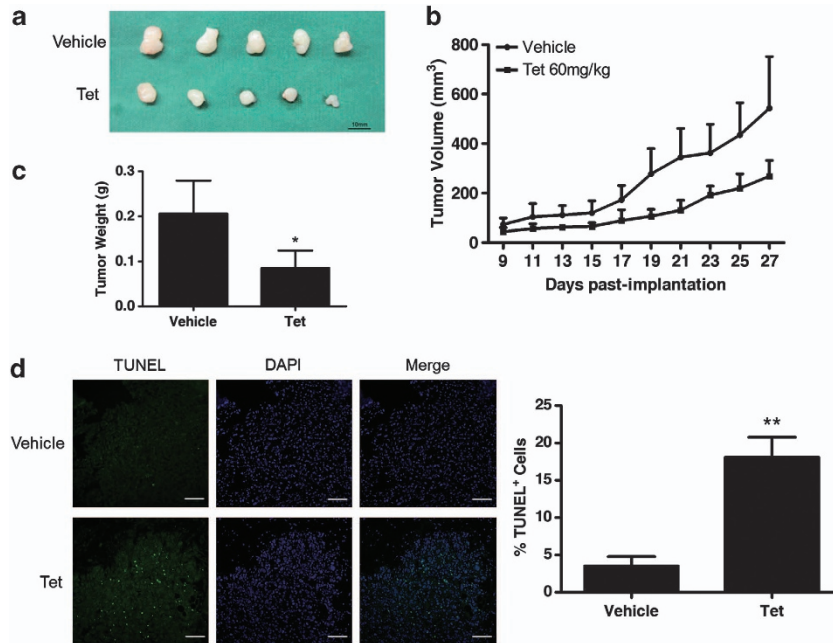 a
Vehicle
Tet
10mm
b
Tumor Volume (mm³)
800
600
400
200
0
Vehicle
Tet 60mg/kg
9 11 13 15 17 19 21 23 25 27
Days past-implantation
c
Tumor Weight (g)
0.3
0.2
0.1
0.0
*
Vehicle Tet
d
TUNEL DAPI Merge
Vehicle
Tet
% TUNEL⁺ Cells
25
20
15
10
5
0
**
Vehicle Tet